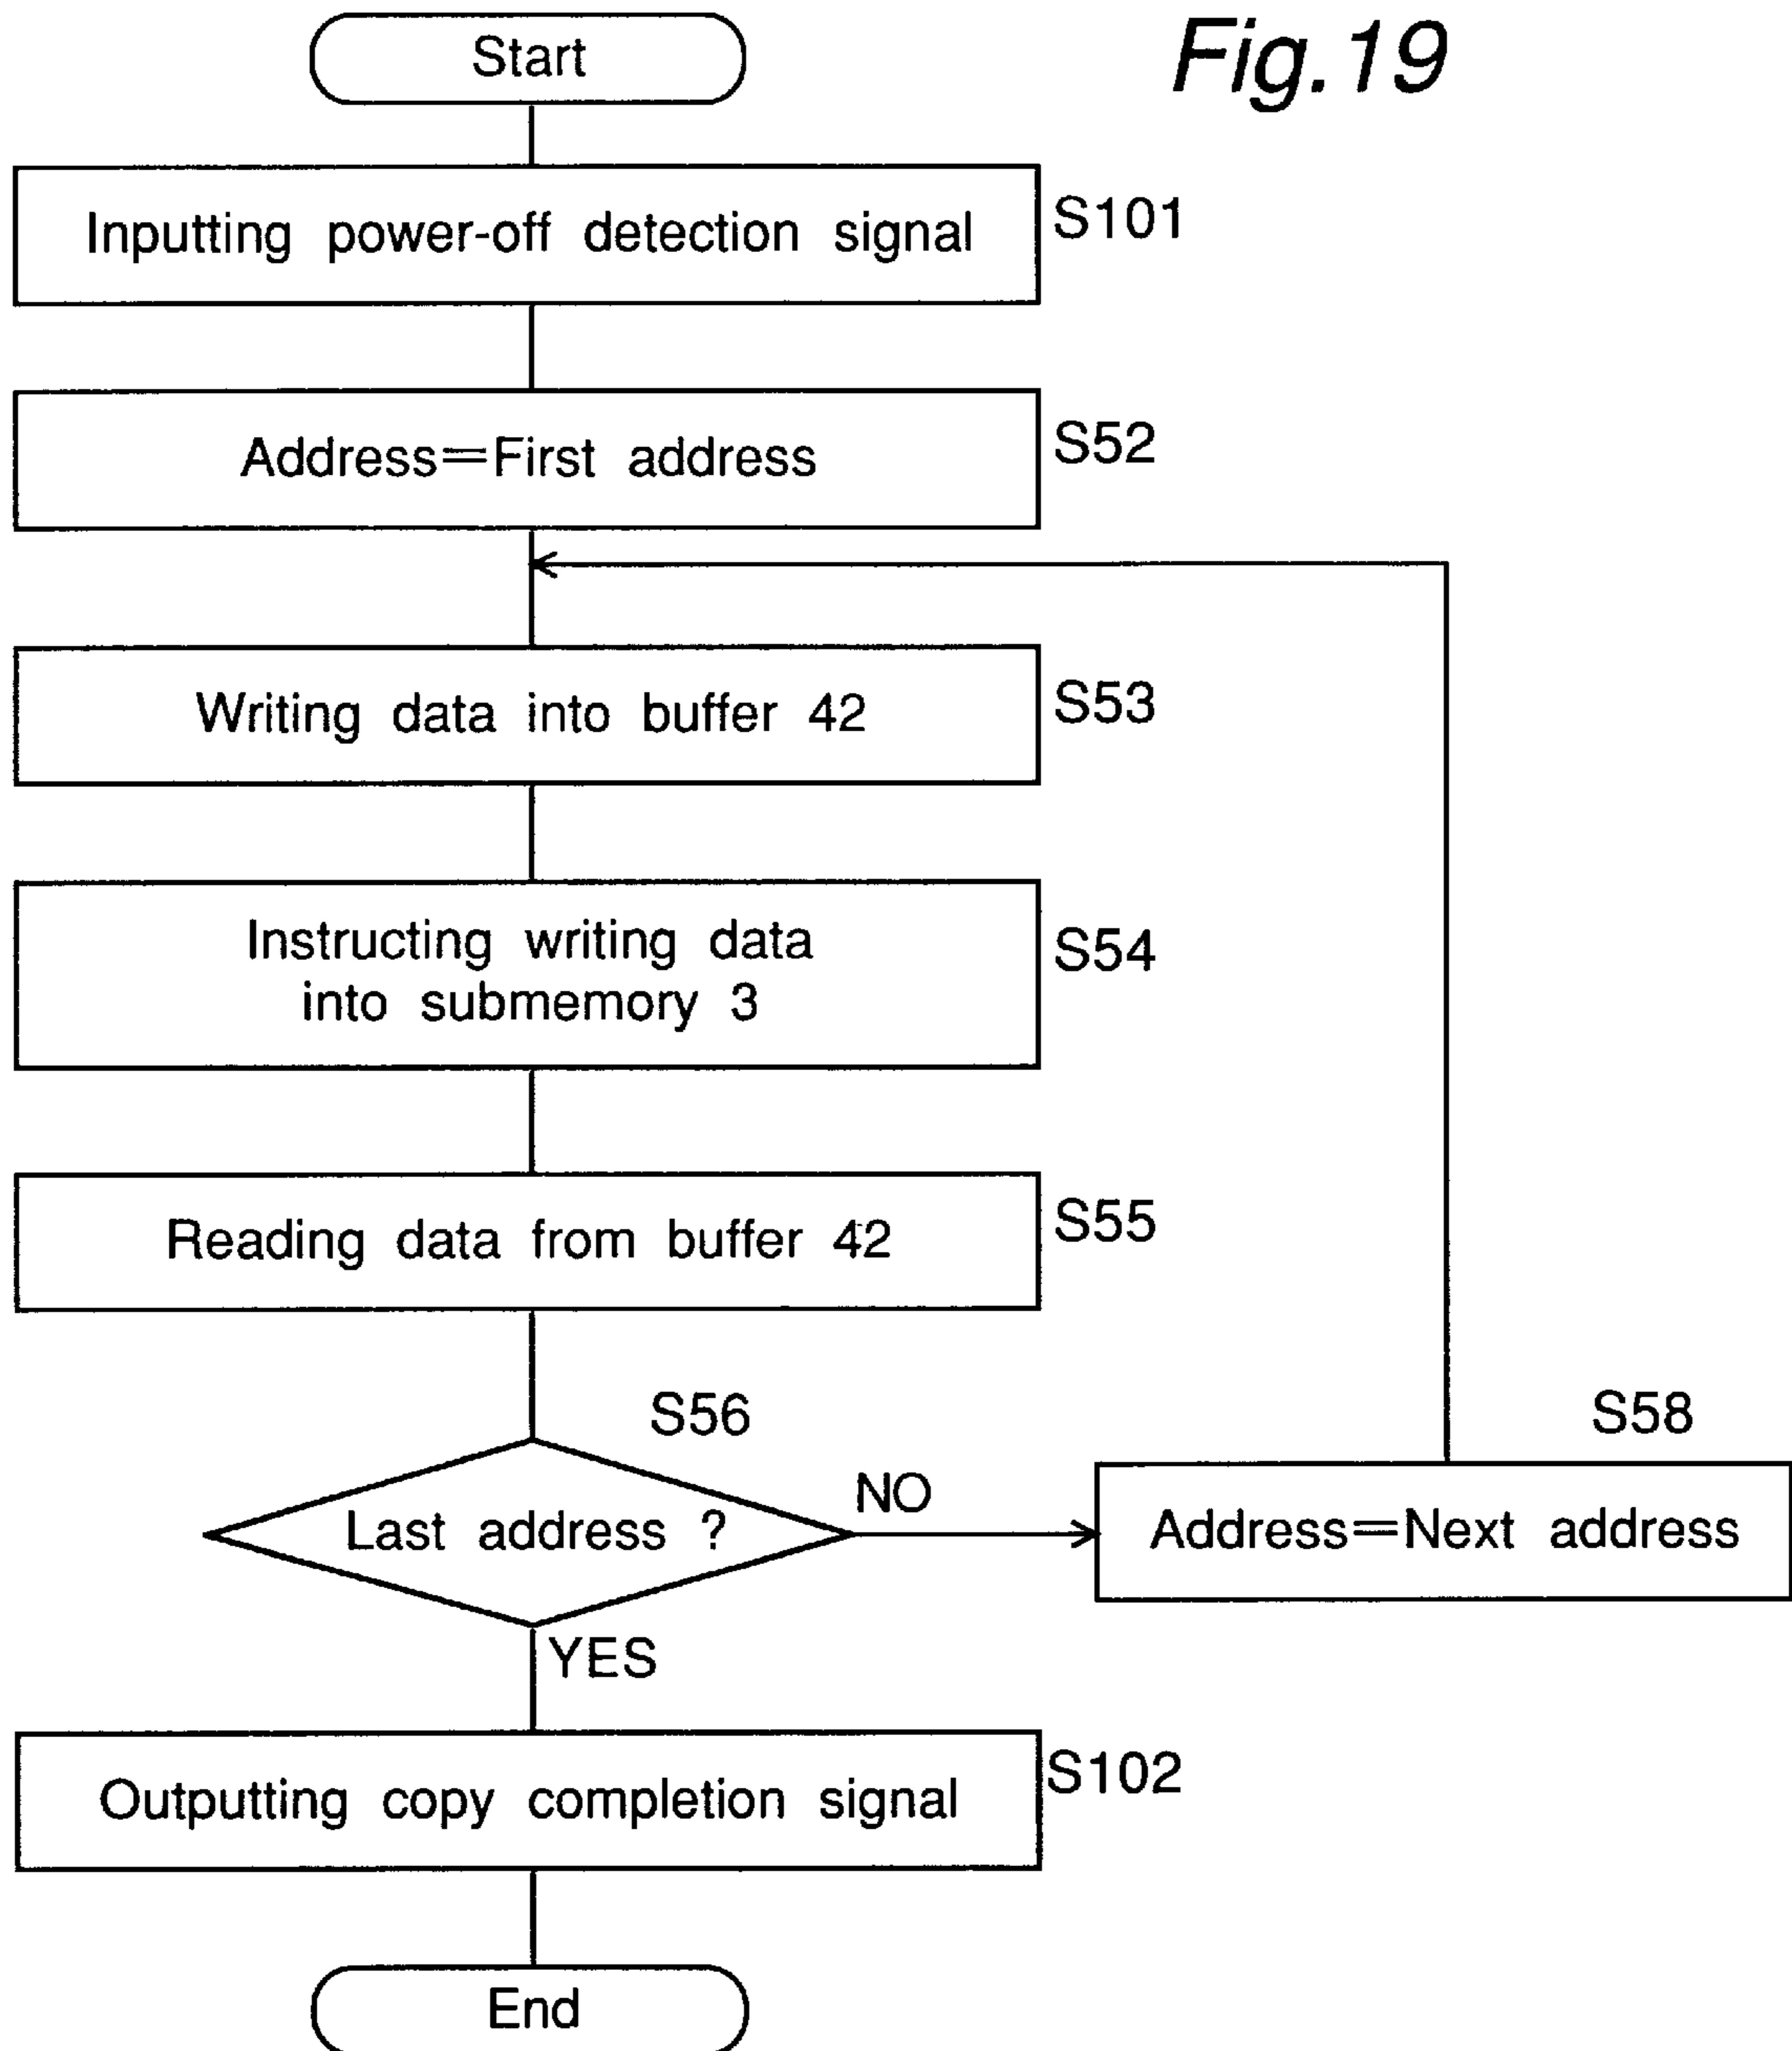 Fig.19
Start
Inputting power-off detection signal
S101
Address=First address
S52
Writing data into buffer 42
S53
Instructing writing data
into submemory 3
S54
Reading data from buffer 42
S55
S56
Last address ?
NO
S58
Address=Next address
YES
Outputting copy completion signal
S102
End